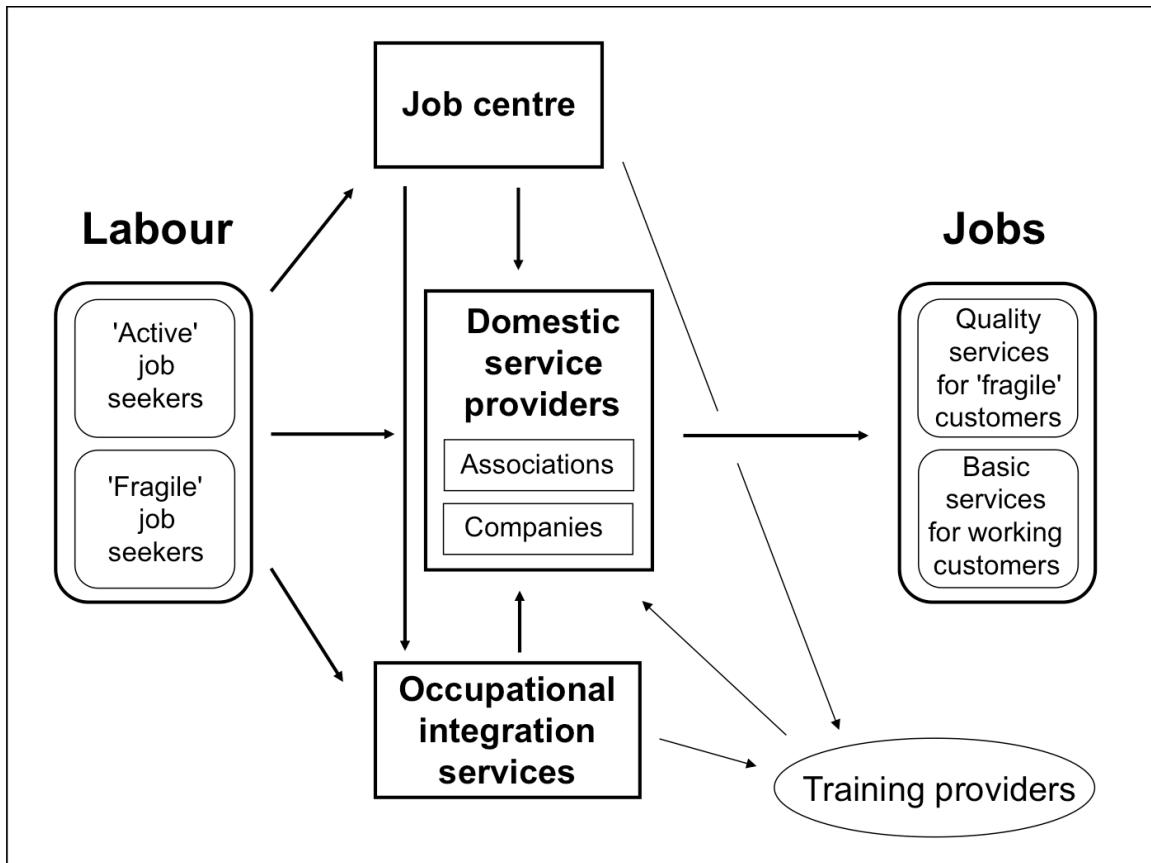 Job centre
Labour
'Active'
job
seekers
'Fragile'
job
seekers
Domestic
service
providers
Associations
Companies
Jobs
Quality
services
for 'fragile'
customers
Basic
services
for working
customers
Occupational
integration
services
Training providers